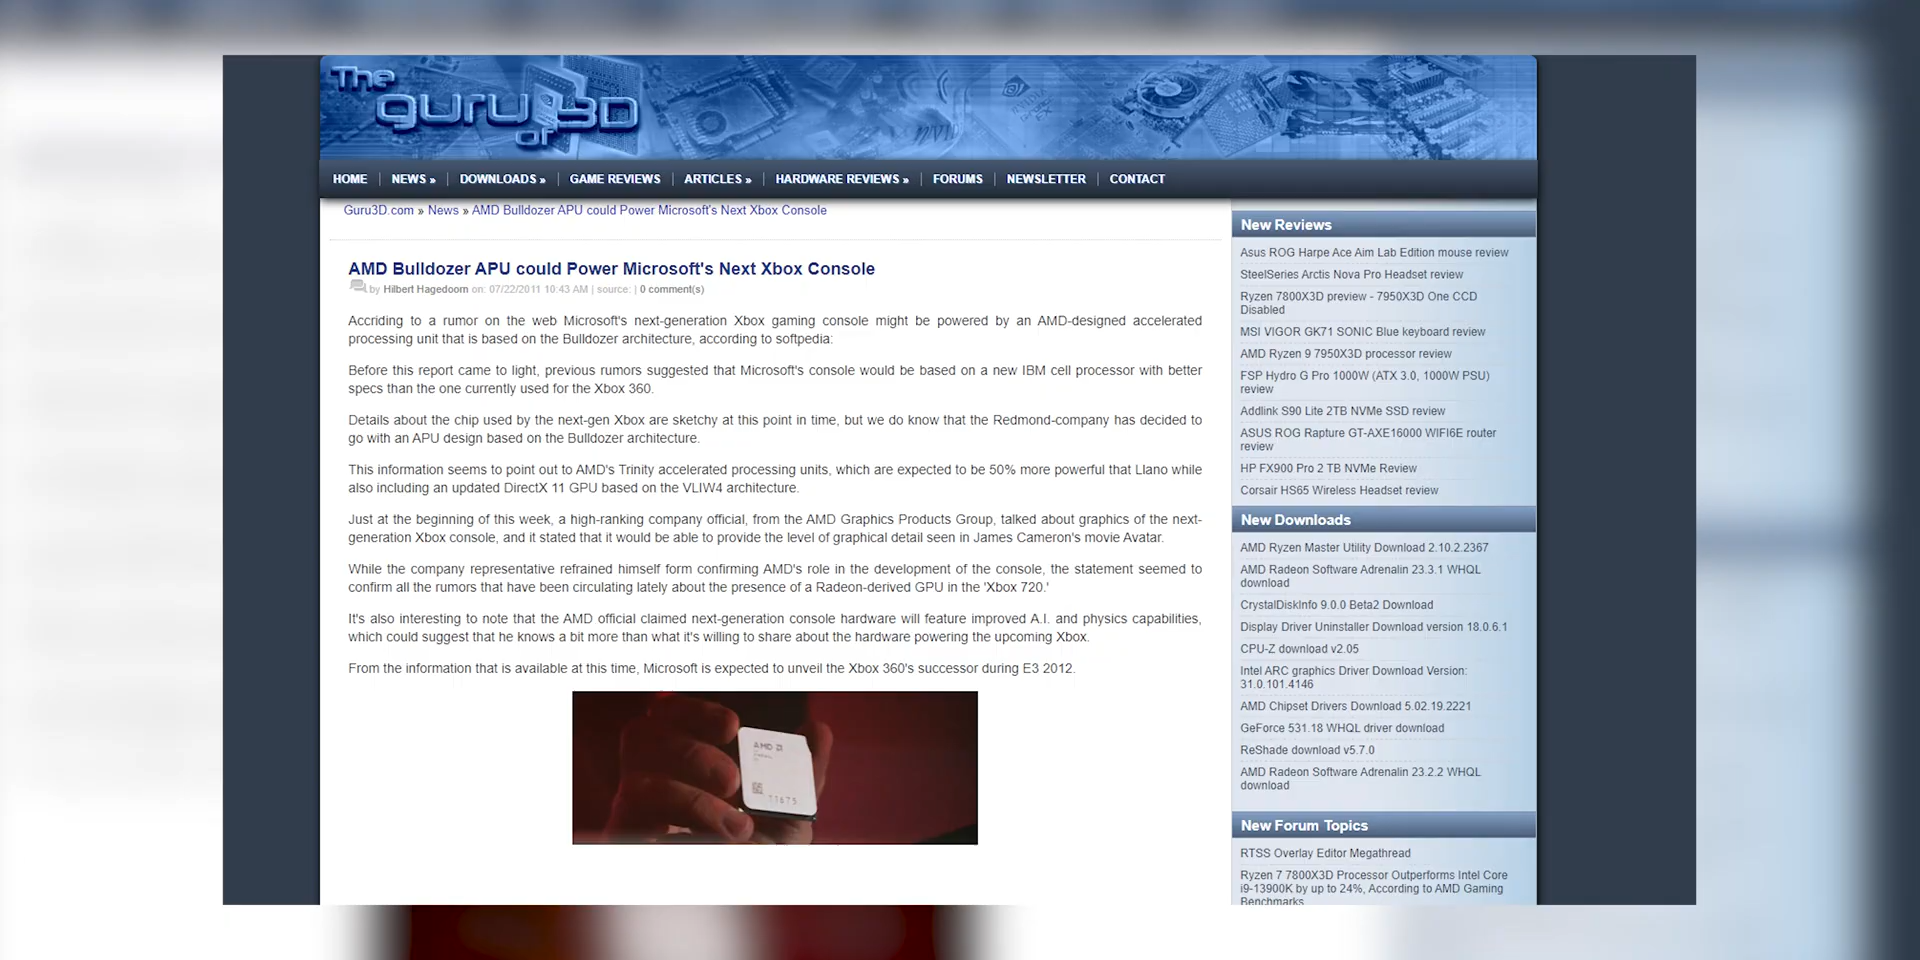 The
guru
of 3D
HOME
NEWS »
DOWNLOADS »
GAME REVIEWS
ARTICLES »
HARDWARE REVIEWS »
FORUMS
NEWSLETTER
CONTACT
Guru3D.com » News » AMD Bulldozer APU could Power Microsoft's Next Xbox Console
AMD Bulldozer APU could Power Microsoft's Next Xbox Console
by Hilbert Hagedoorn on: 07/22/2011 10:43 AM | source: | 0 comment(s)
Accriding to a rumor on the web Microsoft's next-generation Xbox gaming console might be powered by an AMD-designed accelerated
processing unit that is based on the Bulldozer architecture, according to softpedia:
Before this report came to light, previous rumors suggested that Microsoft's console would be based on a new IBM cell processor with better
specs than the one currently used for the Xbox 360.
Details about the chip used by the next-gen Xbox are sketchy at this point in time, but we do know that the Redmond-company has decided to
go with an APU design based on the Bulldozer architecture.
This information seems to point out to AMD's Trinity accelerated processing units, which are expected to be 50% more powerful that Llano while
also including an updated DirectX 11 GPU based on the VLIW4 architecture.
Just at the beginning of this week, a high-ranking company official, from the AMD Graphics Products Group, talked about graphics of the next-
generation Xbox console, and it stated that it would be able to provide the level of graphical detail seen in James Cameron's movie Avatar.
While the company representative refrained himself form confirming AMD's role in the development of the console, the statement seemed to
confirm all the rumors that have been circulating lately about the presence of a Radeon-derived GPU in the 'Xbox 720.'
It's also interesting to note that the AMD official claimed next-generation console hardware will feature improved A.I. and physics capabilities,
which could suggest that he knows a bit more than what it's willing to share about the hardware powering the upcoming Xbox.
From the information that is available at this time, Microsoft is expected to unveil the Xbox 360's successor during E3 2012.
AMD
11675
New Reviews
Asus ROG Harpe Ace Aim Lab Edition mouse review
SteelSeries Arctis Nova Pro Headset review
Ryzen 7800X3D preview - 7950X3D One CCD
Disabled
MSI VIGOR GK71 SONIC Blue keyboard review
AMD Ryzen 9 7950X3D processor review
FSP Hydro G Pro 1000W (ATX 3.0, 1000W PSU)
review
Addlink S90 Lite 2TB NVMe SSD review
ASUS ROG Rapture GT-AXE16000 WIFI6E router
review
HP FX900 Pro 2 TB NVMe Review
Corsair HS65 Wireless Headset review
New Downloads
AMD Ryzen Master Utility Download 2.10.2.2367
AMD Radeon Software Adrenalin 23.3.1 WHQL
download
CrystalDiskInfo 9.0.0 Beta2 Download
Display Driver Uninstaller Download version 18.0.6.1
CPU-Z download v2.05
Intel ARC graphics Driver Download Version:
31.0.101.4146
AMD Chipset Drivers Download 5.02.19.2221
GeForce 531.18 WHQL driver download
ReShade download v5.7.0
AMD Radeon Software Adrenalin 23.2.2 WHQL
download
New Forum Topics
RTSS Overlay Editor Megathread
Ryzen 7 7800X3D Processor Outperforms Intel Core
i9-13900K by up to 24%, According to AMD Gaming
Benchmarks